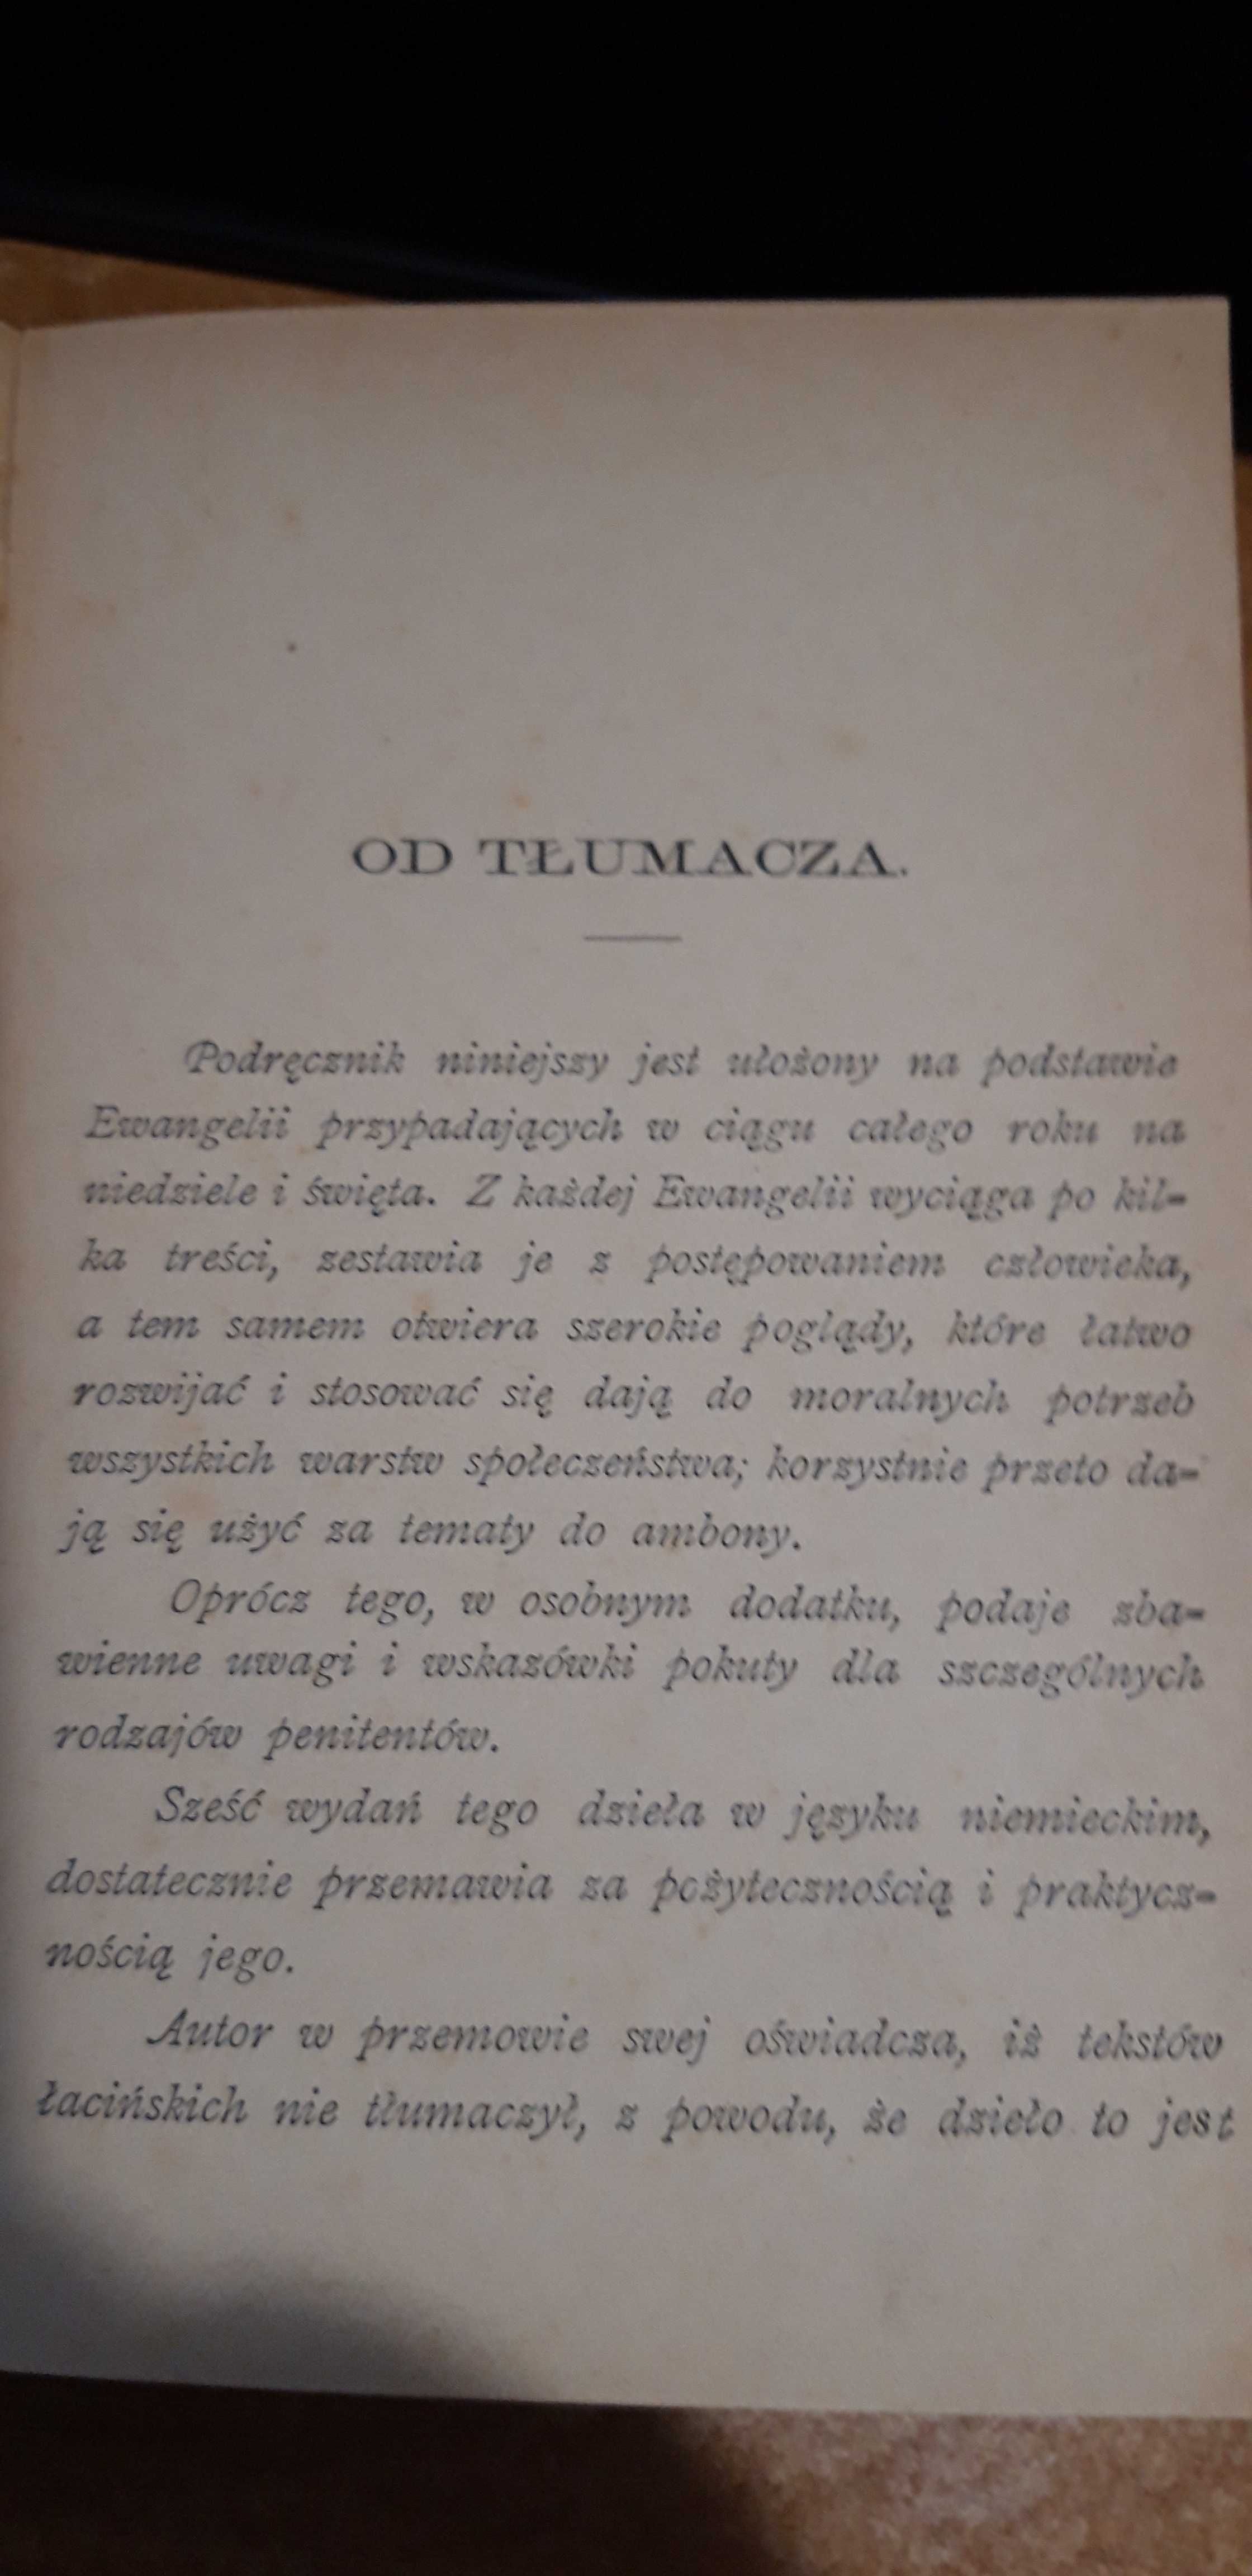 OD TŁUMACZA.
Podręcznik niniejszy jest ułożony na podstawie
Ewangelii przypadających w ciągu całego roku na
niedziele i święta. Z każdej Ewangelii wyciąga po kil-
ka treści, zestawia je z postępowaniem człowieka,
a tem samem otwiera szerokie poglądy, które łatwo
rozwijać i stosować się dają do moralnych potrzeb
wszystkich warstw społeczeństwa; korzystnie przeto da-
ją się użyć za tematy do ambony.
Oprócz tego, w osobnym dodatku, podaje zba-
wienne uwagi i wskazówki pokuty dla szczególnych
rodzajów penitentów.
Sześć wydań tego dzieła w języku niemieckim,
dostatecznie przemawia za pożytecznością i praktycz-
nością jego.
Autor w przemowie swej oświadcza, iż tekstów
łacińskich nie tłumaczył, z powodu, że dzieło to jest